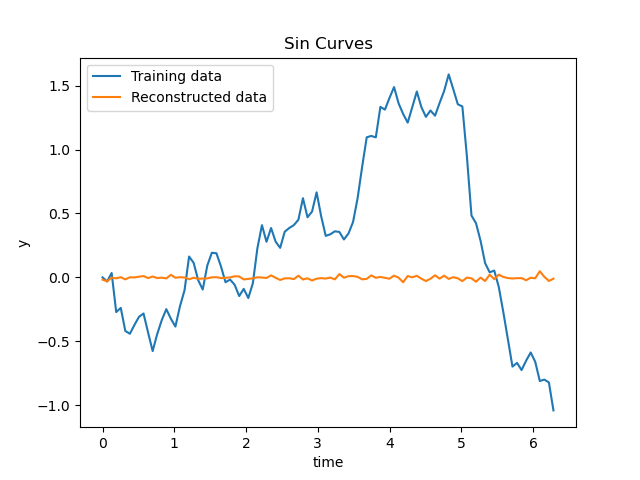 Sin Curves
Training data
Reconstructed data
1.5
1.0
0.5
0.0
−0.5
−1.0
y
0 1 2 3 4 5 6
time